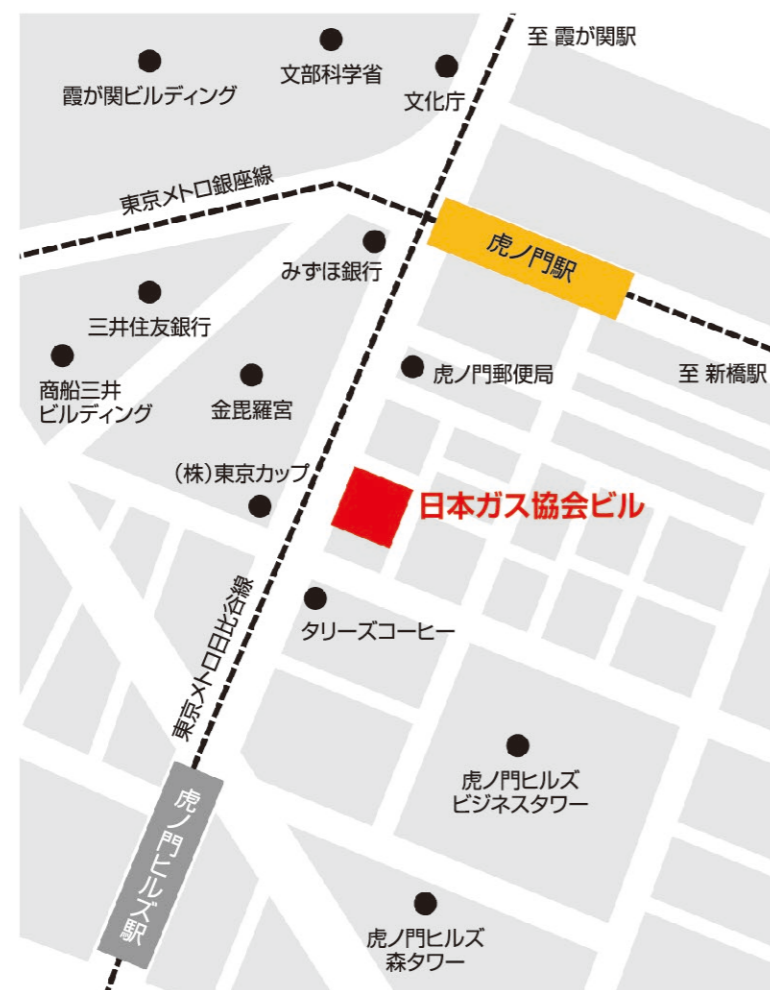 至 霞が関駅
文部科学省
霞が関ビルディング
文化庁
東京メトロ銀座線
虎ノ門駅
みずほ銀行
三井住友銀行
虎ノ門郵便局
至 新橋駅
商船三井
ビルディング
金毘羅宮
(株)東京カップ
日本ガス協会ビル
東京メトロ日比谷線
タリーズコーヒー
虎ノ門ヒルズ
ビジネスタワー
虎ノ門ヒルズ駅
虎ノ門ヒルズ
森タワー